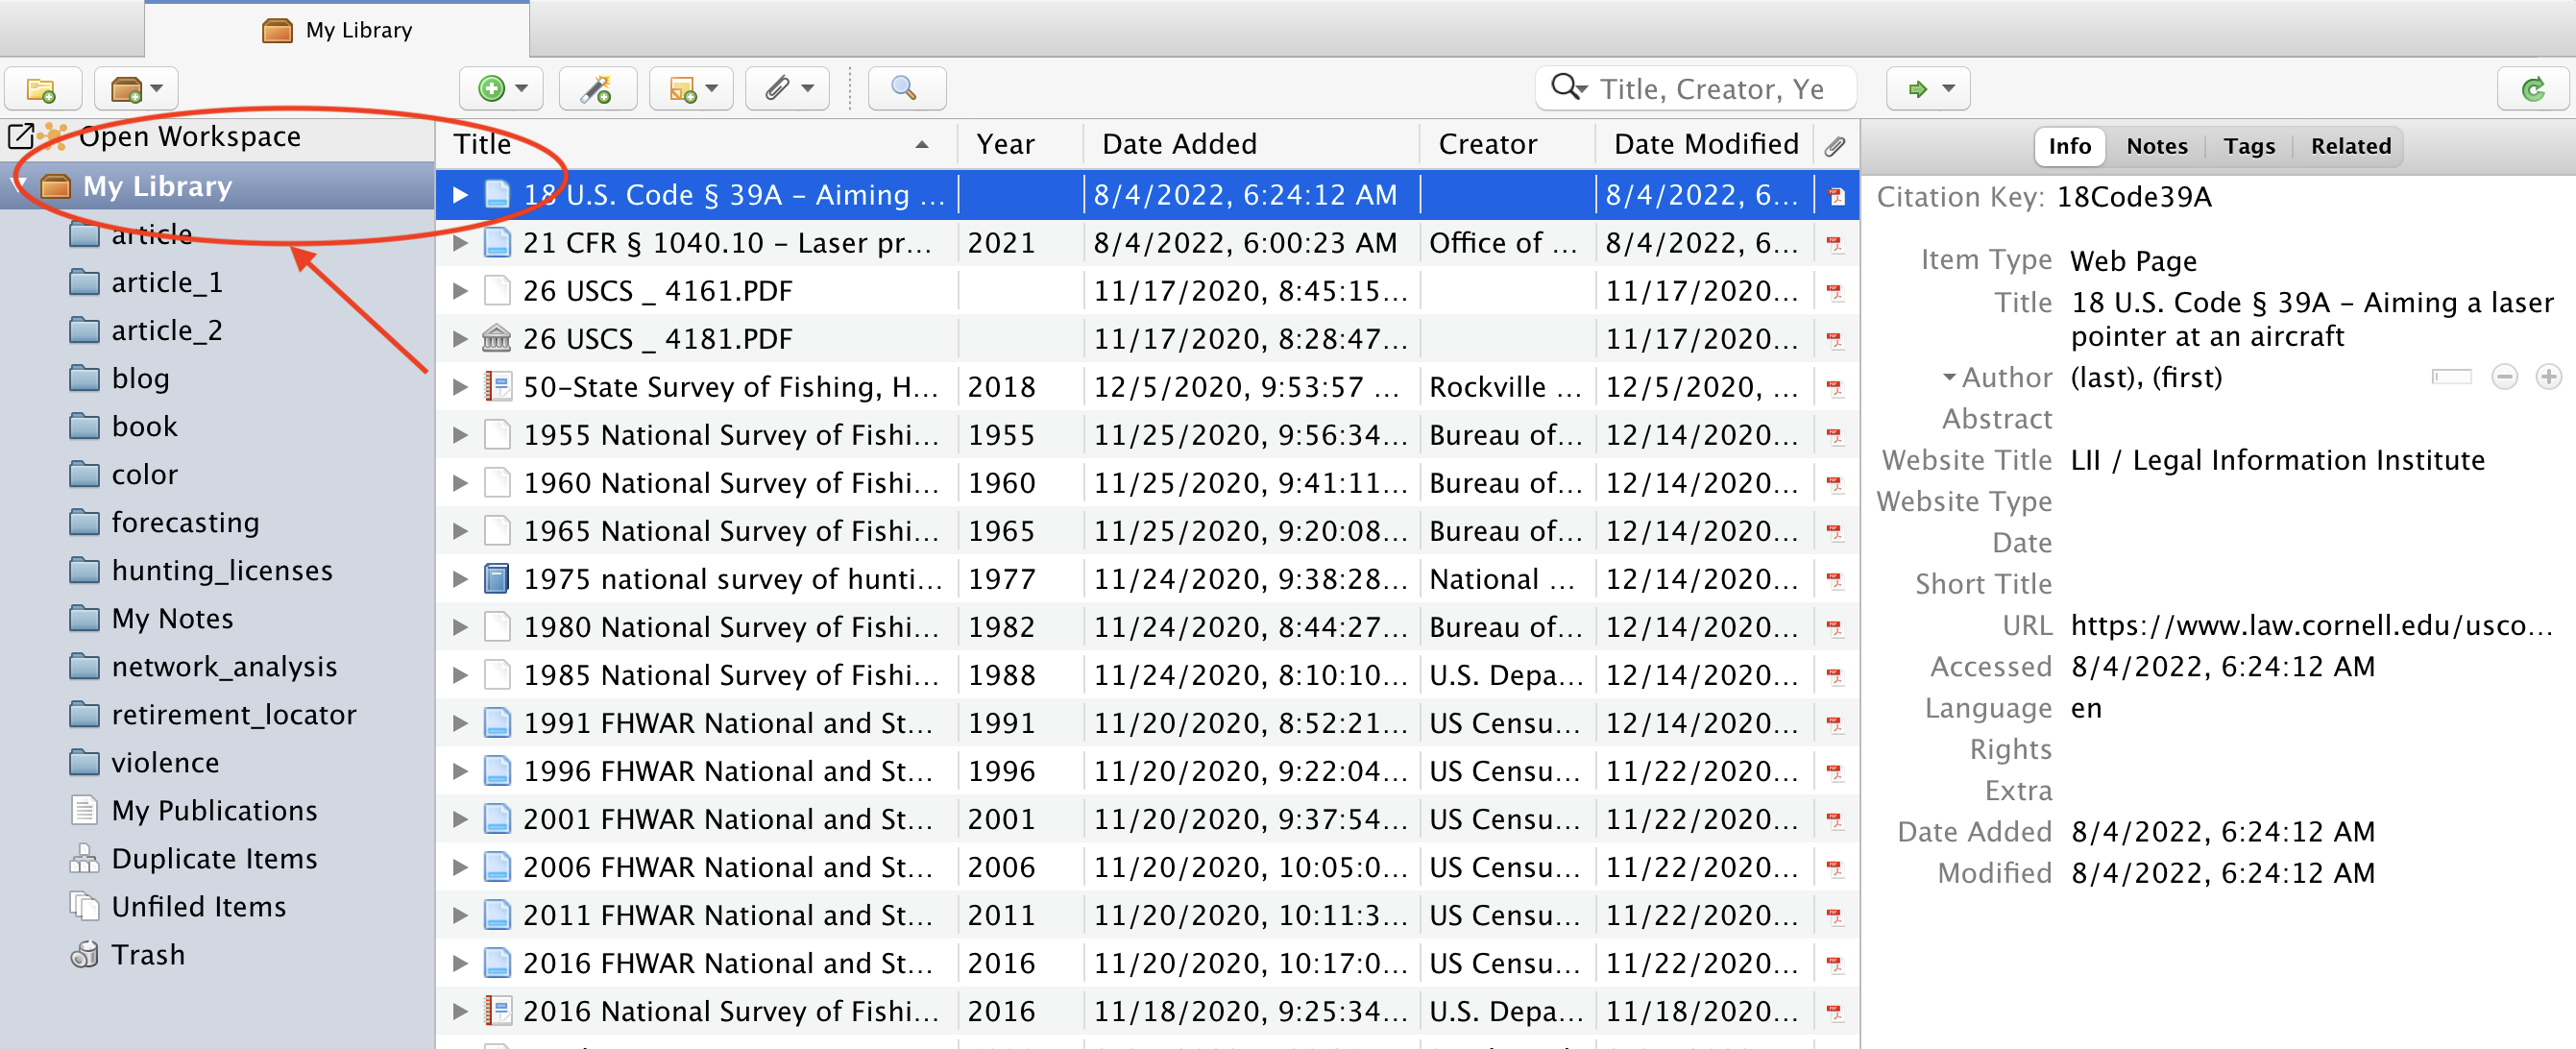 My Library
Title, Creator, Ye
Open Workspace
My Library
article
article_1
article_2
blog
book
color
forecasting
hunting_licenses
My Notes
network_analysis
retirement_locator
violence
My Publications
Duplicate Items
Unfiled Items
Trash
Title Year Date Added Creator Date Modified
18 U.S. Code § 39A – Aiming ... 8/4/2022, 6:24:12 AM 8/4/2022, 6...
21 CFR § 1040.10 – Laser pr... 2021 8/4/2022, 6:00:23 AM Office of ... 8/4/2022, 6...
26 USCS _ 4161.PDF 11/17/2020, 8:45:15... 11/17/2020...
26 USCS _ 4181.PDF 11/17/2020, 8:28:47... 11/17/2020...
50-State Survey of Fishing, H... 2018 12/5/2020, 9:53:57 ... Rockville ... 12/5/2020, ...
1955 National Survey of Fishi... 1955 11/25/2020, 9:56:34... Bureau of... 12/14/2020...
1960 National Survey of Fishi... 1960 11/25/2020, 9:41:11... Bureau of... 12/14/2020...
1965 National Survey of Fishi... 1965 11/25/2020, 9:20:08... Bureau of... 12/14/2020...
1975 national survey of hunti... 1977 11/24/2020, 9:38:28... National ... 12/14/2020...
1980 National Survey of Fishi... 1982 11/24/2020, 8:44:27... Bureau of... 12/14/2020...
1985 National Survey of Fishi... 1988 11/24/2020, 8:10:10... U.S. Depa... 12/14/2020...
1991 FHWAR National and St... 1991 11/20/2020, 8:52:21... US Censu... 12/14/2020...
1996 FHWAR National and St... 1996 11/20/2020, 9:22:04... US Censu... 11/22/2020...
2001 FHWAR National and St... 2001 11/20/2020, 9:37:54... US Censu... 11/22/2020...
2006 FHWAR National and St... 2006 11/20/2020, 10:05:0... US Censu... 11/22/2020...
2011 FHWAR National and St... 2011 11/20/2020, 10:11:3... US Censu... 11/22/2020...
2016 FHWAR National and St... 2016 11/20/2020, 10:17:0... US Censu... 11/22/2020...
2016 National Survey of Fishi... 2016 11/18/2020, 9:25:34... U.S. Depa... 11/18/2020...
Info Notes Tags Related
Citation Key: 18Code39A
Item Type Web Page
Title 18 U.S. Code § 39A – Aiming a laser
pointer at an aircraft
Author (last), (first)
Abstract
Website Title LII / Legal Information Institute
Website Type
Date
Short Title
URL https://www.law.cornell.edu/usco...
Accessed 8/4/2022, 6:24:12 AM
Language en
Rights
Extra
Date Added 8/4/2022, 6:24:12 AM
Modified 8/4/2022, 6:24:12 AM